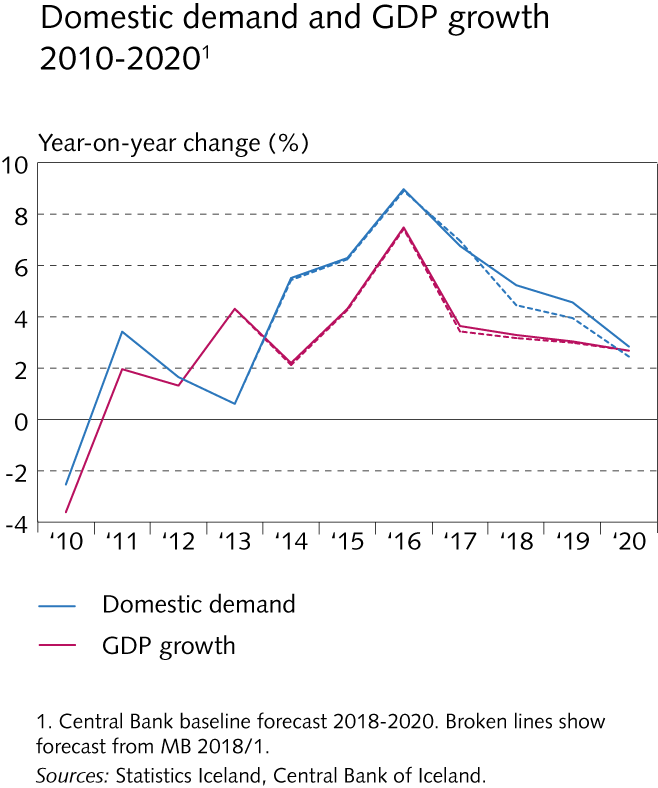 Domestic demand and GDP growth
2010-2020¹
Year-on-year change (%)
10
8
6
4
2
0
-2
-4
‘10 ‘11 ‘12 ‘13 ‘14 ‘15 ‘16 ‘17 ‘18 ‘19 ‘20
Domestic demand
GDP growth
1. Central Bank baseline forecast 2018-2020. Broken lines show
forecast from MB 2018/1.
Sources: Statistics Iceland, Central Bank of Iceland.